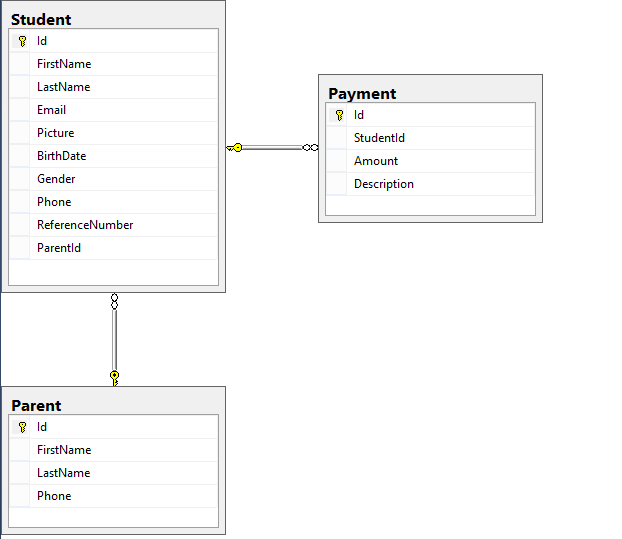 Student
Id
FirstName
LastName
Email
Picture
BirthDate
Gender
Phone
ReferenceNumber
ParentId
Payment
Id
StudentId
Amount
Description
Parent
Id
FirstName
LastName
Phone